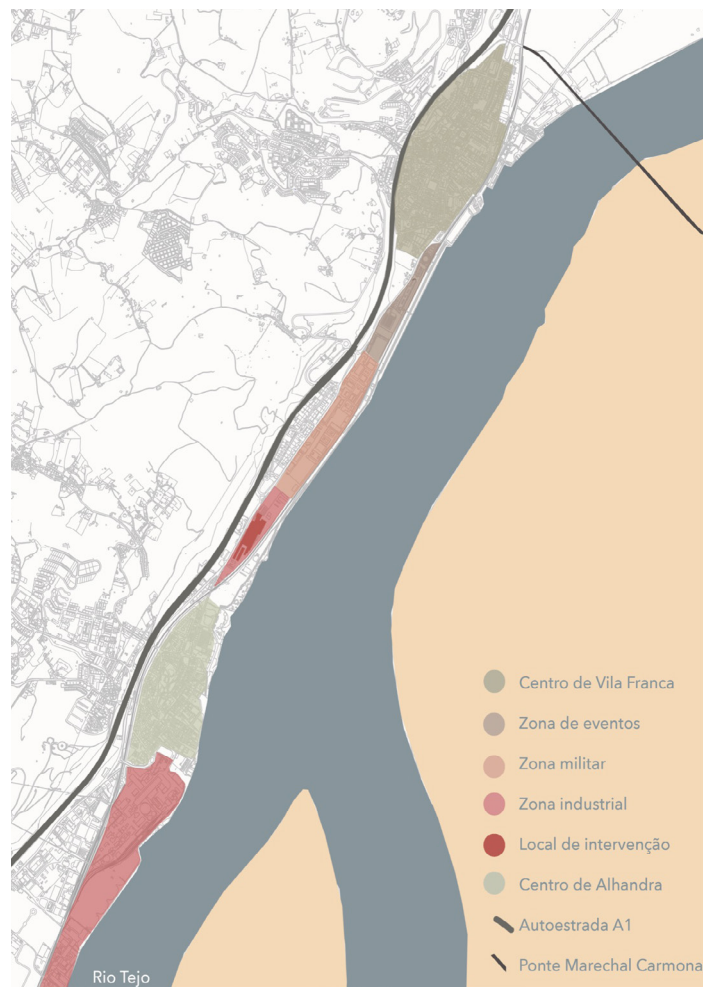 Centro de Vila Franca
Zona de eventos
Zona militar
Zona industrial
Local de intervenção
Centro de Alhandra
Autoestrada A1
Ponte Marechal Carmona
Rio Tejo